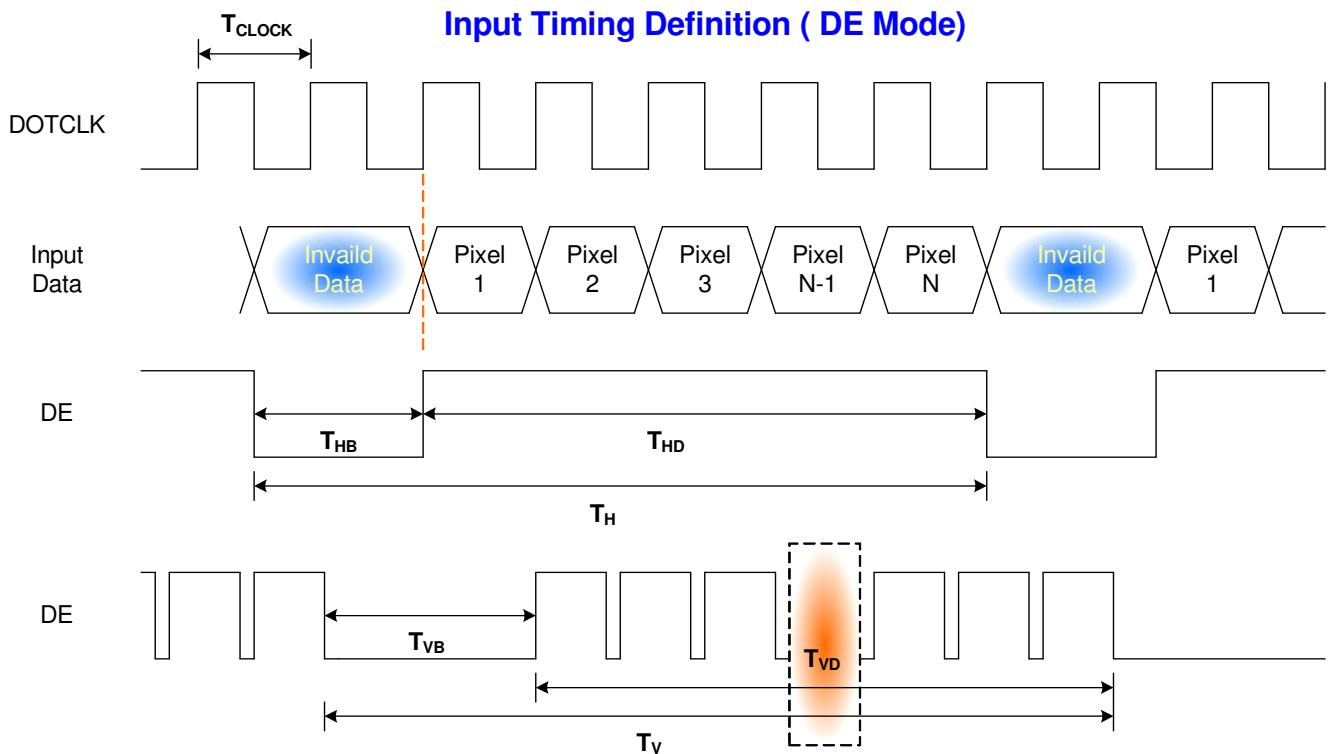 Input Timing Definition ( DE Mode)
TCLOCK
DOTCLK
Input
Data
Invaild
Data
Pixel
1
Pixel
2
Pixel
3
Pixel
N-1
Pixel
N
Invaild
Data
Pixel
1
DE
THB
THD
TH
DE
TVB
TVD
TV